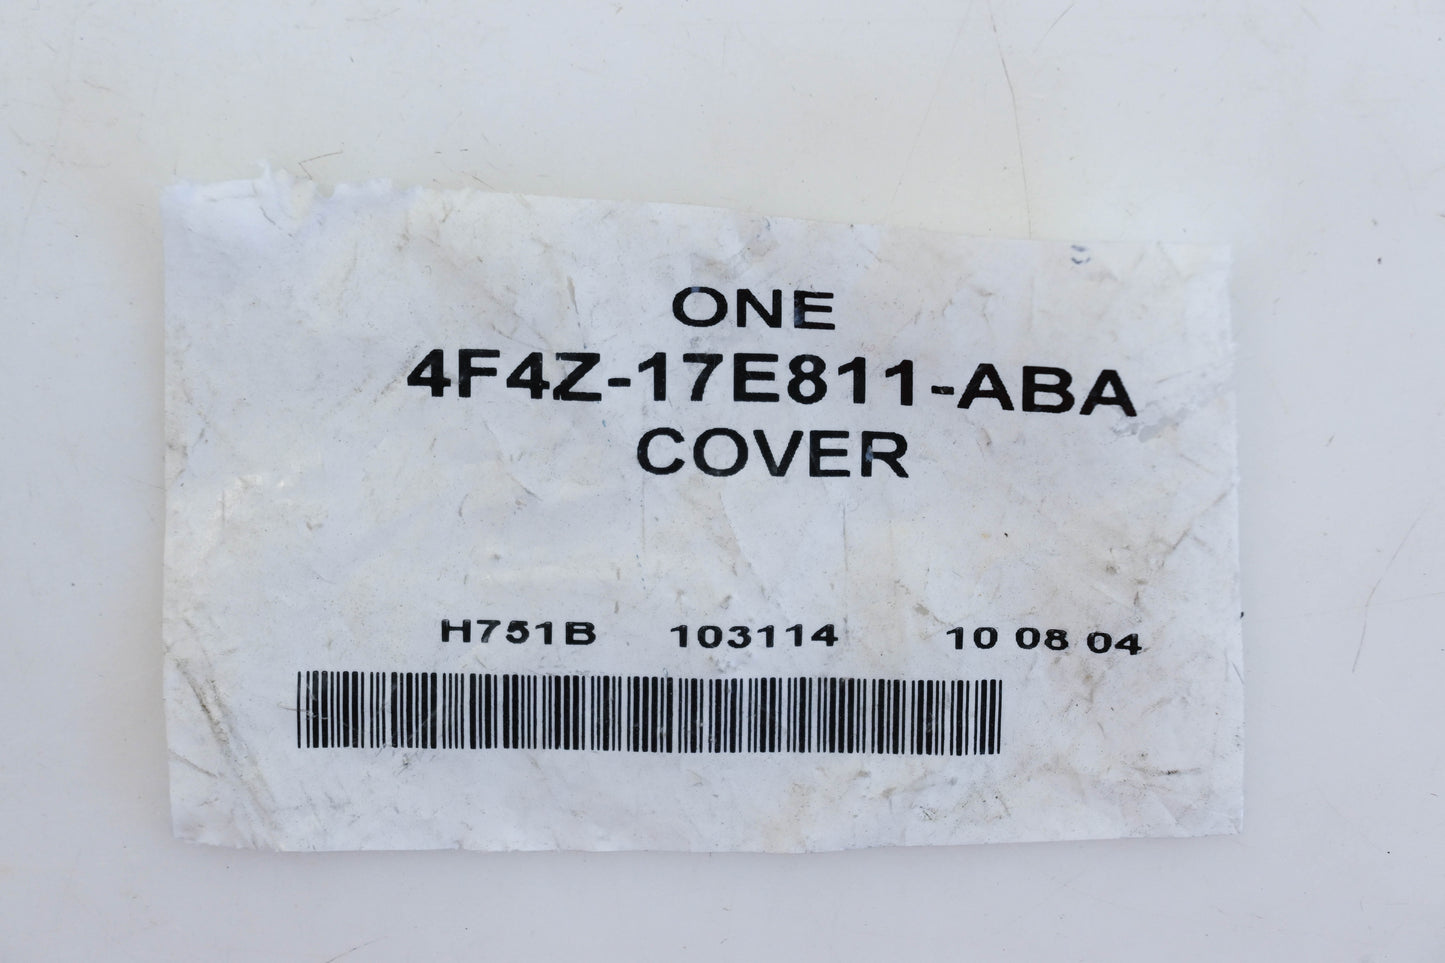 ONE
4F4Z-17E811-ABA
COVER
H751B 103114 10 08 04